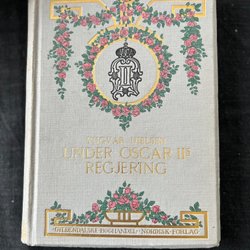 YNGVAR NIELSEN
UNDER OSCAR II'S
REGJERING
GYLDENDALSKE BOGHANDEL NORDISK FORLAG